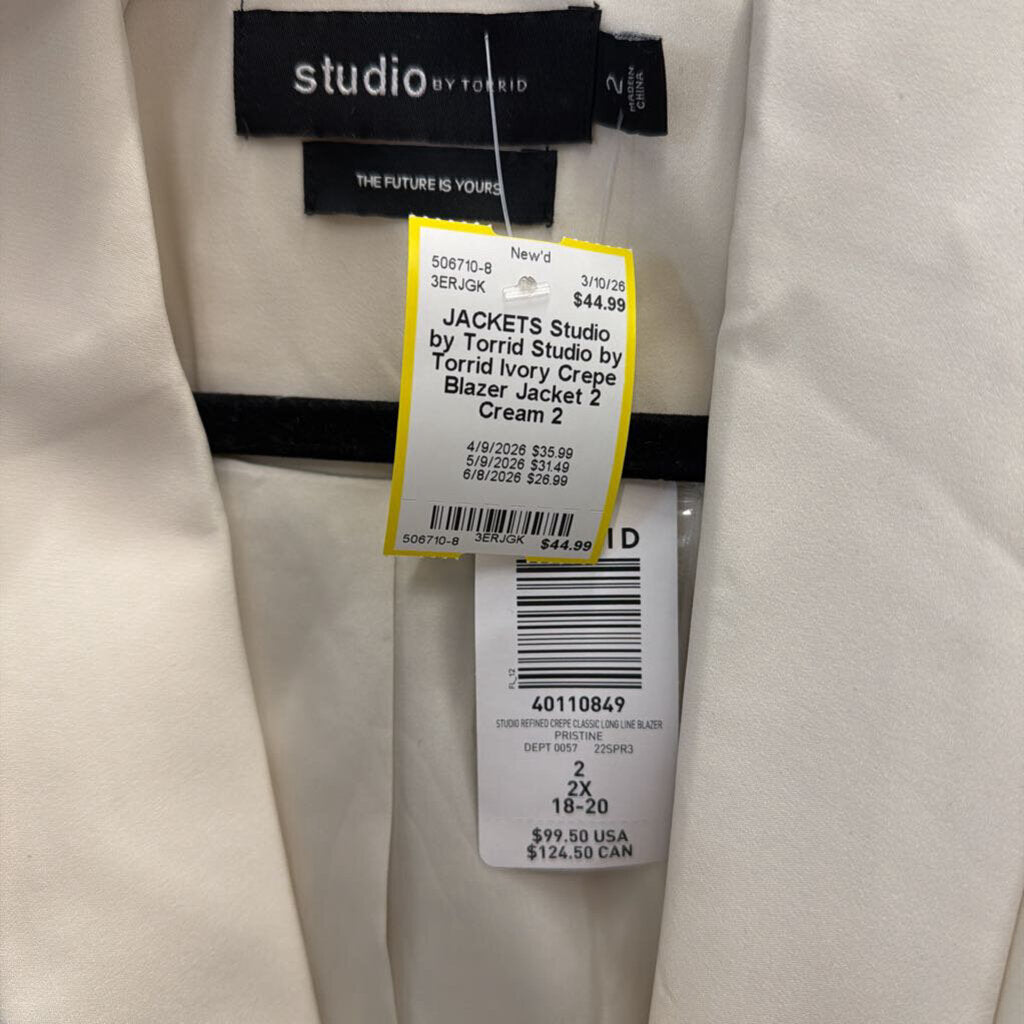 studio BY TORRID
2
MADE IN
CHINA
THE FUTURE IS YOURS
New'd
506710-8
3/10/26
3ERJGK
$44.99
JACKETS Studio
by Torrid Studio by
Torrid Ivory Crepe
Blazer Jacket 2
Cream 2
4/9/2026 $35.99
5/9/2026 $31.49
6/8/2026 $26.99
506710-8 3ERJGK $44.99
ID
FL_12
40110849
STUDIO REFINED CREPE CLASSIC LONG LINE BLAZER
PRISTINE
DEPT 0057 22SPR3
2
2X
18-20
$99.50 USA
$124.50 CAN